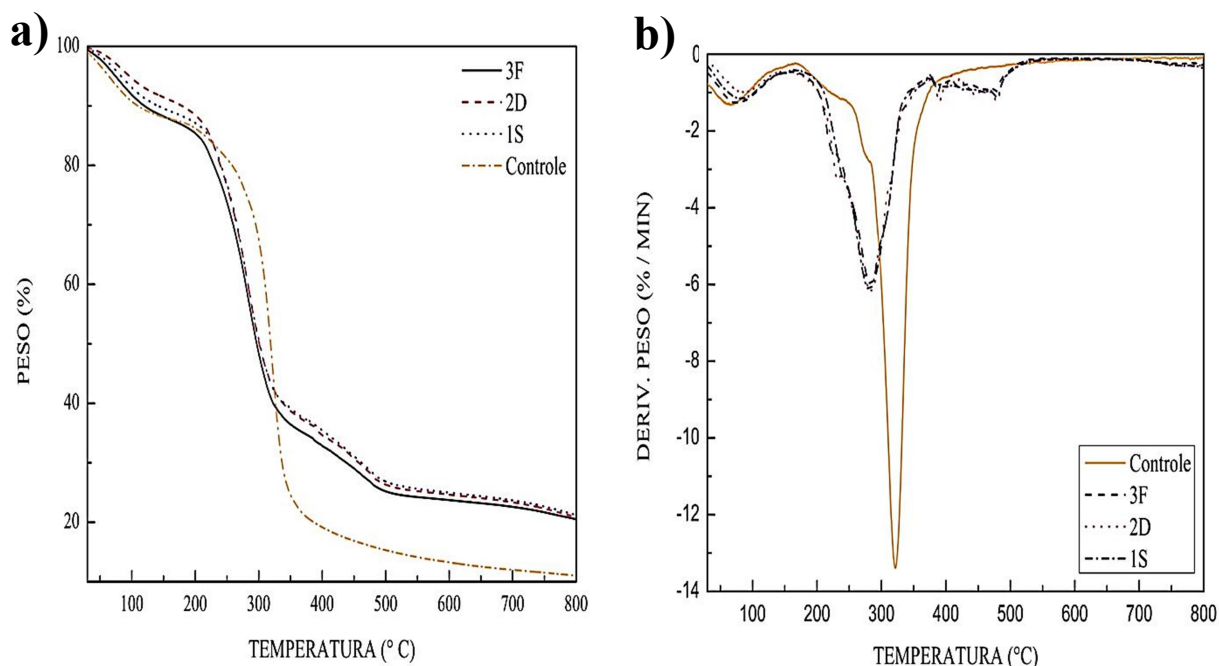 a)
PESO (%)
100
80
60
40
20
3F
2D
1S
Controle
100 200 300 400 500 600 700 800
TEMPERATURA (° C)
b)
DERIV. PESO (% / MIN)
0
-2
-4
-6
-8
-10
-12
-14
Controle
3F
2D
1S
100 200 300 400 500 600 700 800
TEMPERATURA (°C)